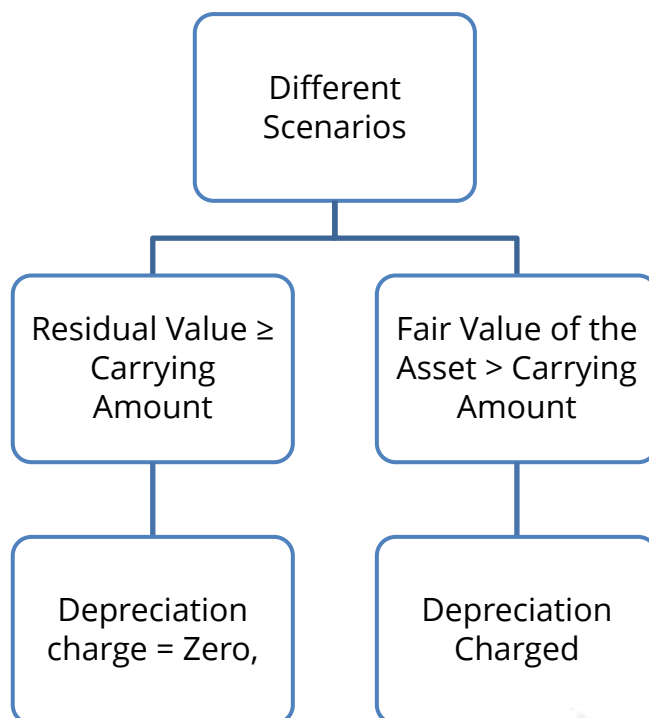 Different
Scenarios
Residual Value ≥
Carrying
Amount
Fair Value of the
Asset > Carrying
Amount
Depreciation
charge = Zero,
Depreciation
Charged